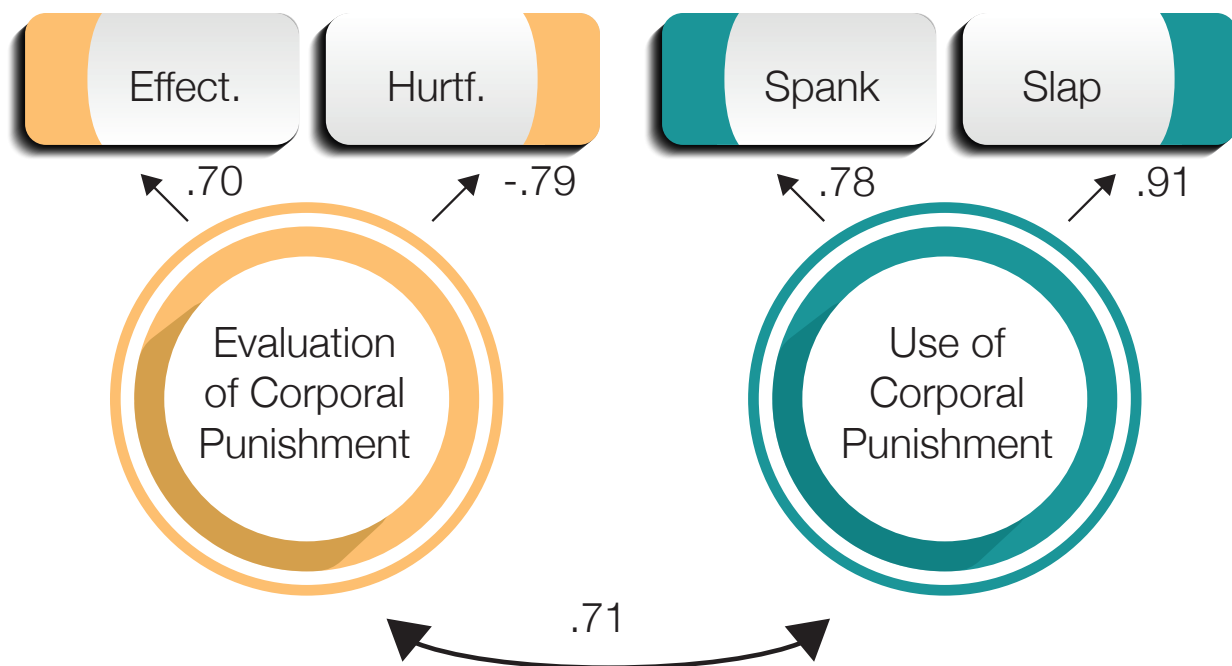 Effect.
Hurtf.
Spank
Slap
.70
-.79
.78
.91
Evaluation
of Corporal
Punishment
Use of
Corporal
Punishment
.71